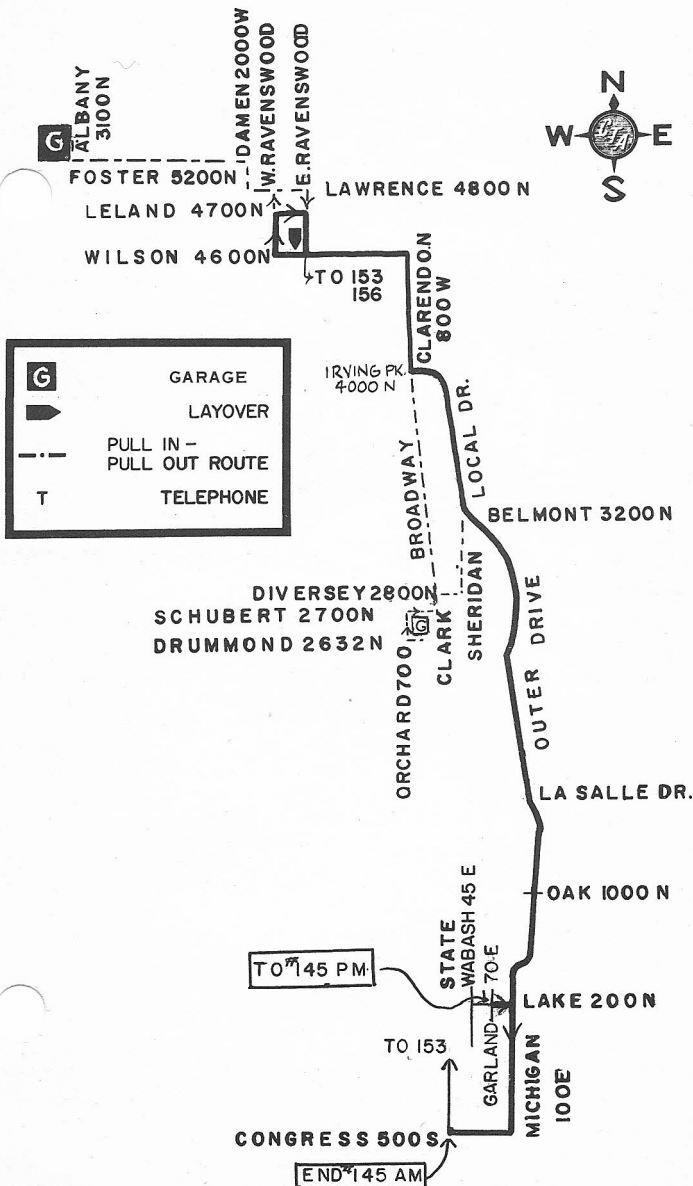 ALBANY
3100N
DAMEN 2000W
W.RAVENSWOOD
E.RAVENSWOOD
N
W
E
S
CTA
G
FOSTER 5200N
LAWRENCE 4800N
LELAND 4700N
WILSON 4600N
TO 153
156
CLARENDON
800W
G GARAGE
LAYOVER
PULL IN -
PULL OUT ROUTE
T TELEPHONE
IRVING PK.
4000 N
LOCAL DR.
BROADWAY
BELMONT 3200N
DIVERSEY 2800N
SCHUBERT 2700N
DRUMMOND 2632N
G
ORCHARD 700
CLARK
SHERIDAN
OUTER DRIVE
LA SALLE DR.
OAK 1000 N
STATE
WABASH 45 E
70 E
GARLAND
TO #145 PM
LAKE 200N
TO 153
MICHIGAN
100E
CONGRESS 500S
END #145 AM